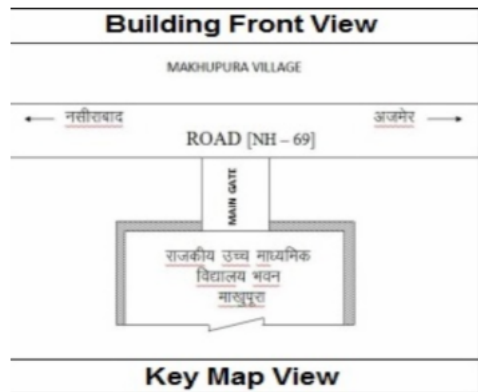 Building Front View
MAKHUPURA VILLAGE
नसीराबाद
अजमेर
ROAD [NH – 69]
MAIN GATE
राजकीय उच्च माध्यमिक
विद्यालय भवन
माखुपूरा
Key Map View